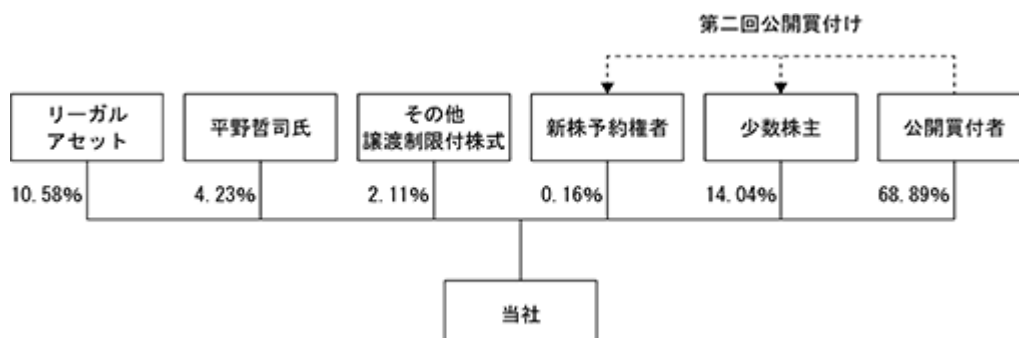 第二回公開買付け
リーガル
アセット
平野哲司氏
その他
譲渡制限付株式
新株予約権者
少数株主
公開買付者
10.58%
4.23%
2.11%
0.16%
14.04%
68.89%
当社